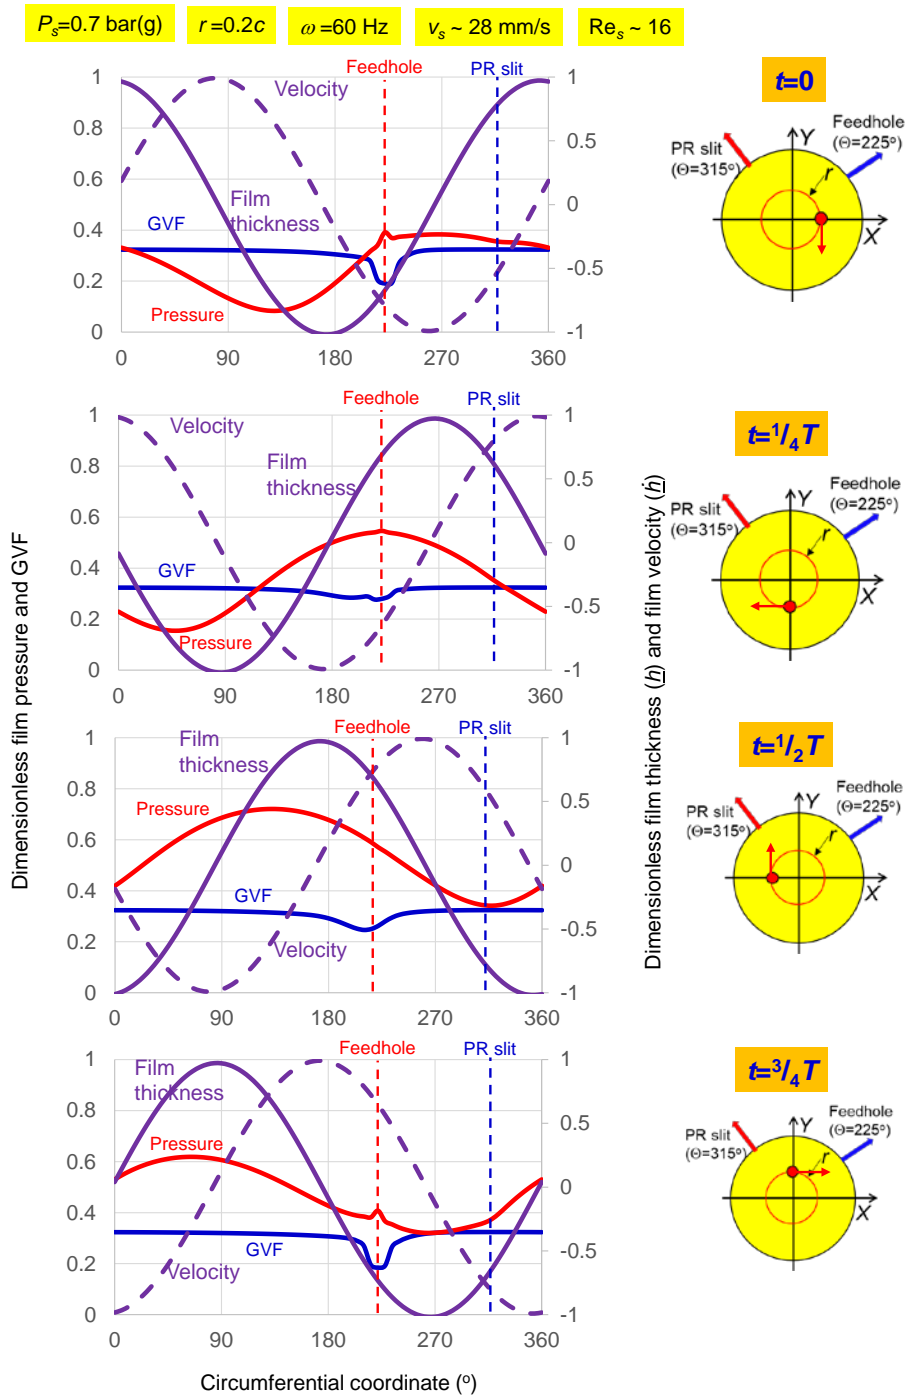 Pₛ=0.7 bar(g) r=0.2c ω=60 Hz vₛ ~ 28 mm/s Reₛ ~ 16
Dimensionless film pressure and GVF
Dimensionless film thickness (h) and film velocity (ḣ)
Feedhole PR slit
Velocity
Film
thickness
GVF
Pressure
1
0.8
0.6
0.4
0.2
0
1
0.5
0
-0.5
-1
0 90 180 270 360
t=0
Y
Feedhole
(Θ=225º)
PR slit
(Θ=315º)
r
X
Feedhole PR slit
Velocity
Film
thickness
GVF
Pressure
1
0.8
0.6
0.4
0.2
0
1
0.5
0
-0.5
-1
0 90 180 270 360
t=¹/₄T
Y
Feedhole
(Θ=225º)
PR slit
(Θ=315º)
r
X
Feedhole PR slit
Film
thickness
Pressure
GVF
Velocity
1
0.8
0.6
0.4
0.2
0
1
0.5
0
-0.5
-1
0 90 180 270 360
t=¹/₂T
Y
Feedhole
(Θ=225º)
PR slit
(Θ=315º)
r
X
Feedhole PR slit
Film
thickness
Pressure
GVF
Velocity
1
0.8
0.6
0.4
0.2
0
1
0.5
0
-0.5
-1
0 90 180 270 360
t=³/₄T
Y
Feedhole
(Θ=225º)
PR slit
(Θ=315º)
r
X
Circumferential coordinate (º)